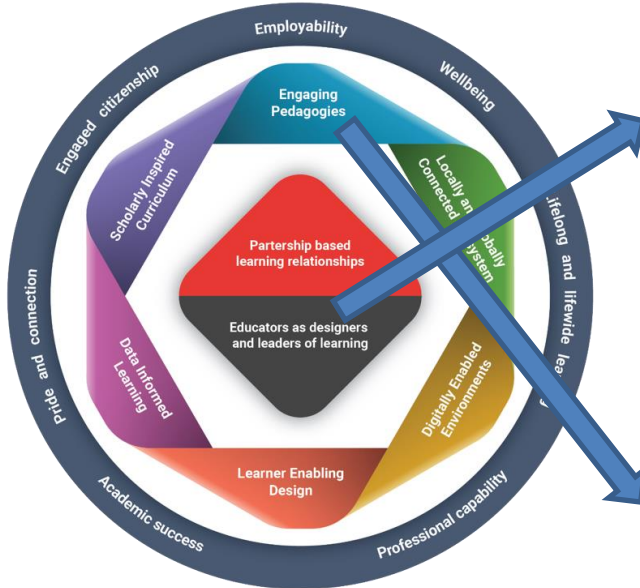 Employability
Wellbeing
Engaged citizenship
Engaging
Pedagogies
Scholarly Inspired
Curriculum
Locally
Connected
Partership based
learning relationships
Educators as designers
and leaders of learning
and lifewide
Pride and connection
Data Informed
Learning
Digitally Enabled
Environments
Learner Enabling
Design
Academic success
Professional capability